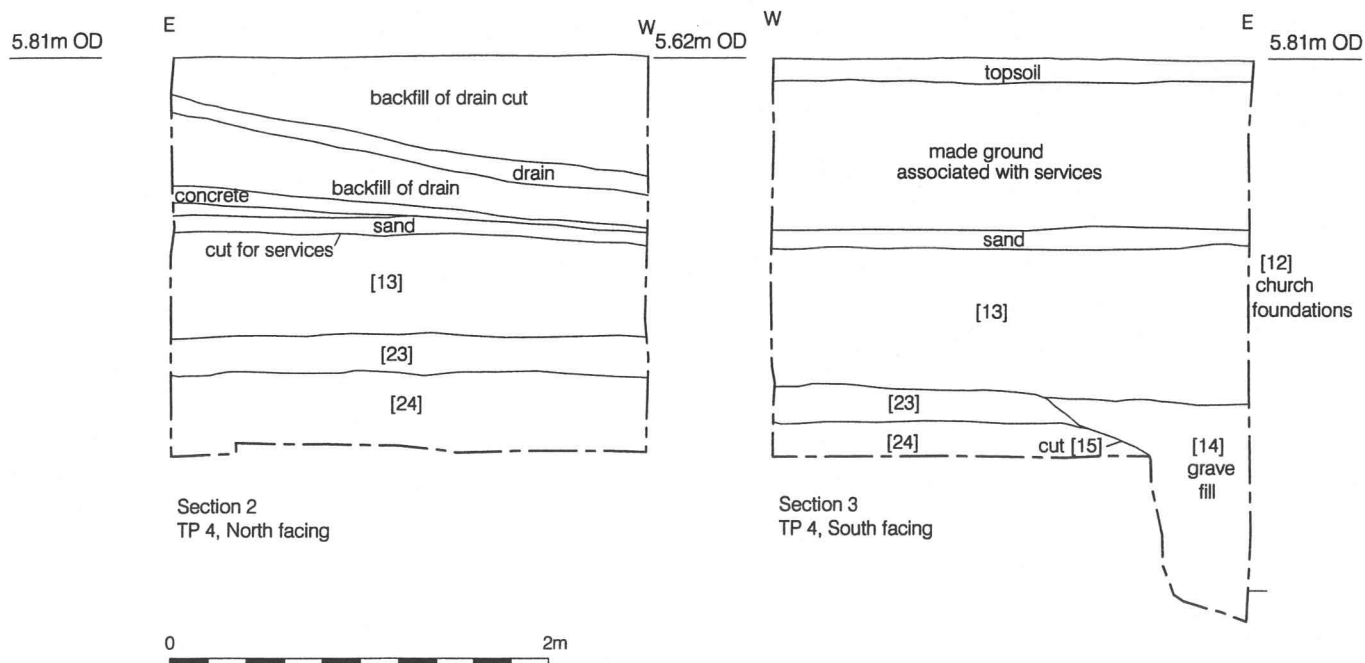 E
W
5.81m OD
5.62m OD
backfill of drain cut
drain
backfill of drain
concrete
sand
cut for services
[13]
[23]
[24]
Section 2
TP 4, North facing
W
E
5.81m OD
topsoil
made ground
associated with services
sand
[12]
church
foundations
[13]
[23]
[24]
cut [15]
[14]
grave
fill
Section 3
TP 4, South facing
0
2m